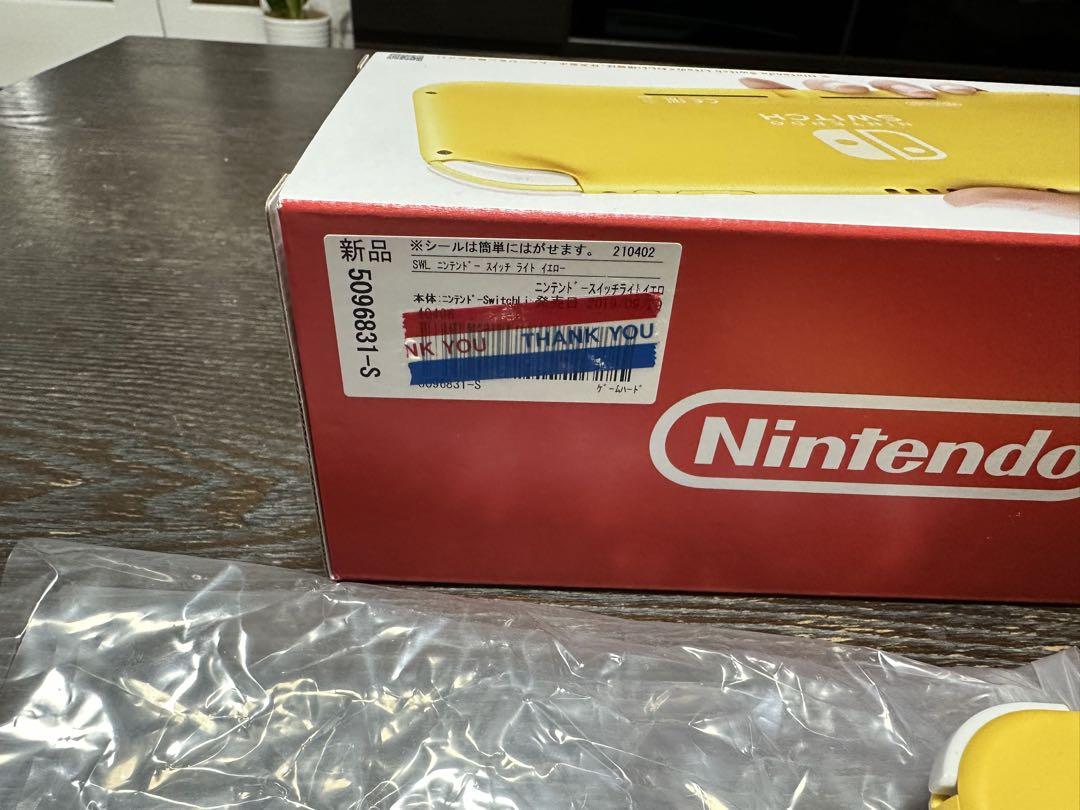 NINTENDO
SWITCH
新品
5096831-S
※シールは簡単にはがせます。 210402
SWL ﾆﾝﾃﾝﾄﾞｰ ｽｲｯﾁ ﾗｲﾄ ｲｴﾛｰ
ﾆﾝﾃﾝﾄﾞｰｽｲｯﾁﾗｲﾄｲｴﾛ
本体:ﾆﾝﾃﾝﾄﾞｰSwitchLi:発売日
NK YOU THANK YOU
5096831-S ｹﾞｰﾑﾊｰﾄﾞ
Nintendo